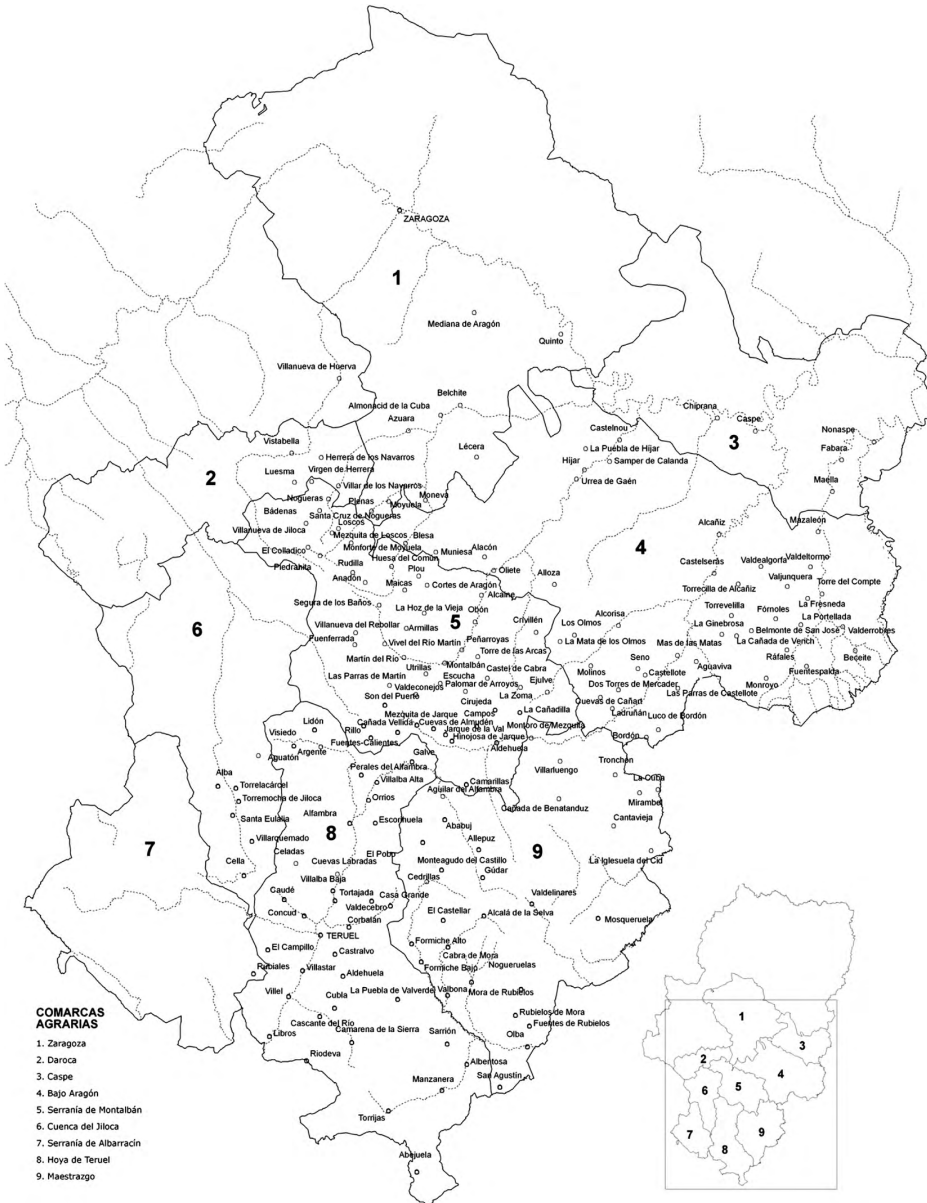 ZARAGOZA
1
Mediana de Aragón
Quinto
Villanueva de Huerva
Belchite
Almonacid de la Cuba
Azuara
Chiprana
Caspe
3
Castelnou
Nonaspe
Fabara
Maella
Vistabella
Herrera de los Navarros
Lécera
La Puebla de Híjar
Híjar
Samper de Calanda
2
Luesma
Virgen de Herrera
Villar de los Navarros
Urrea de Gaén
Nogueras
Plenas
Moneva
Moyuela
Bádenas
Santa Cruz de Nogueras
Alcañiz
Mazaleón
Villanueva de Jiloca
Loscos
Mezquita de Loscos
Blesa
4
El Colladico
Monforte de Moyuela
Muniesa
Alacón
Huesa del Común
Piedrahita
Rudilla
Plou
Oliete
Alloza
Castelseras
Valdealgorfa
Valdeltormo
Anadón
Maicas
Cortes de Aragón
Alcaine
Torrecilla de Alcañiz
Valjunquera
Torre del Compte
Segura de los Baños
La Hoz de la Vieja
Obón
Crivillén
Alcorisa
Torrevelilla
Fórnoles
La Fresneda
La Portellada
6
Villanueva del Rebollar
Armillas
5
Los Olmos
La Ginebrosa
Belmonte de San José
Valderrobres
Fuenferrada
Vivel del Río Martín
Peñarroyas
La Mata de los Olmos
La Cañada de Verich
Martín del Río
Torre de las Arcas
Mas de las Matas
Ráfales
Beceite
Utrillas
Montalbán
Molinos
Seno
Aguaviva
Fuentespalda
Las Parras de Martín
Escucha
Castel de Cabra
Castellote
Monroyo
Valdeconejos
Palomar de Arroyos
Ejulve
Dos Torres de Mercader
Las Parras de Castellote
Son del Puerto
Cirujeda
La Zoma
Cuevas de Cañart
Mezquita de Jarque
Campos
La Cañadilla
Ladruñán
Lidón
Cañada Vellida
Cuevas de Almudén
Montoro de Mezquita
Luco de Bordón
Visiedo
Rillo
Jarque de la Val
Bordón
Argente
Fuentes-Calientes
Hinojosa de Jarque
Aguatón
Aldehuela
Galve
Villarluengo
Tronchen
Alba
Perales del Alfambra
Camarillas
La Cuba
Torrelacárcel
Villalba Alta
Aguilar del Alfambra
Torremocha de Jiloca
Orrios
Cañada de Benatanduz
Mirambel
Santa Eulalia
Alfambra
Escorihuela
Ababuj
Cantavieja
8
Villarquemado
Allepuz
7
Celadas
El Pobo
9
La Iglesuela del Cid
Cella
Cuevas Labradas
Monteagudo del Castillo
Villalba Baja
Cedrillas
Gúdar
Caudé
Tortajada
Casa Grande
Valdelinares
Valdecebro
Concud
El Castellar
Alcalá de la Selva
Mosqueruela
Corbalán
TERUEL
El Campillo
Castralvo
Formiche Alto
Cabra de Mora
Rubiales
Villastar
Aldehuela
Formiche Bajo
Nogueruelas
Villel
Cubla
La Puebla de Valverde
Valbona
Mora de Rubielos
Cascante del Río
Rubielos de Mora
Libros
Camarena de la Sierra
Sarrión
Fuentes de Rubielos
Olba
Riodeva
Albentosa
Manzanera
San Agustín
Torrijas
Abejuela
COMARCAS
AGRARIAS
1. Zaragoza
2. Daroca
3. Caspe
4. Bajo Aragón
5. Serranía de Montalbán
6. Cuenca del Jiloca
7. Serranía de Albarracín
8. Hoya de Teruel
9. Maestrazgo
1
3
2
4
6
5
7
9
8